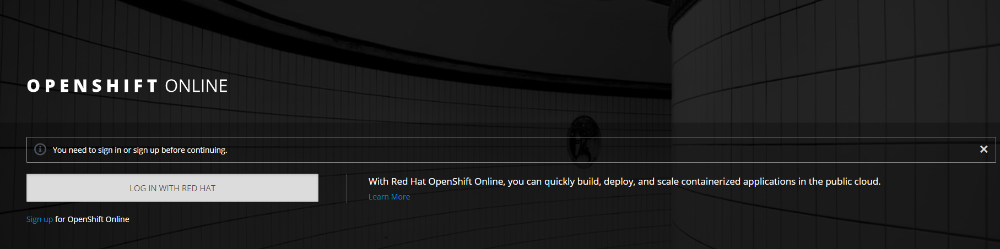 OPENSHIFT ONLINE
You need to sign in or sign up before continuing.
LOG IN WITH RED HAT
Sign up for OpenShift Online
With Red Hat OpenShift Online, you can quickly build, deploy, and scale containerized applications in the public cloud.
Learn More